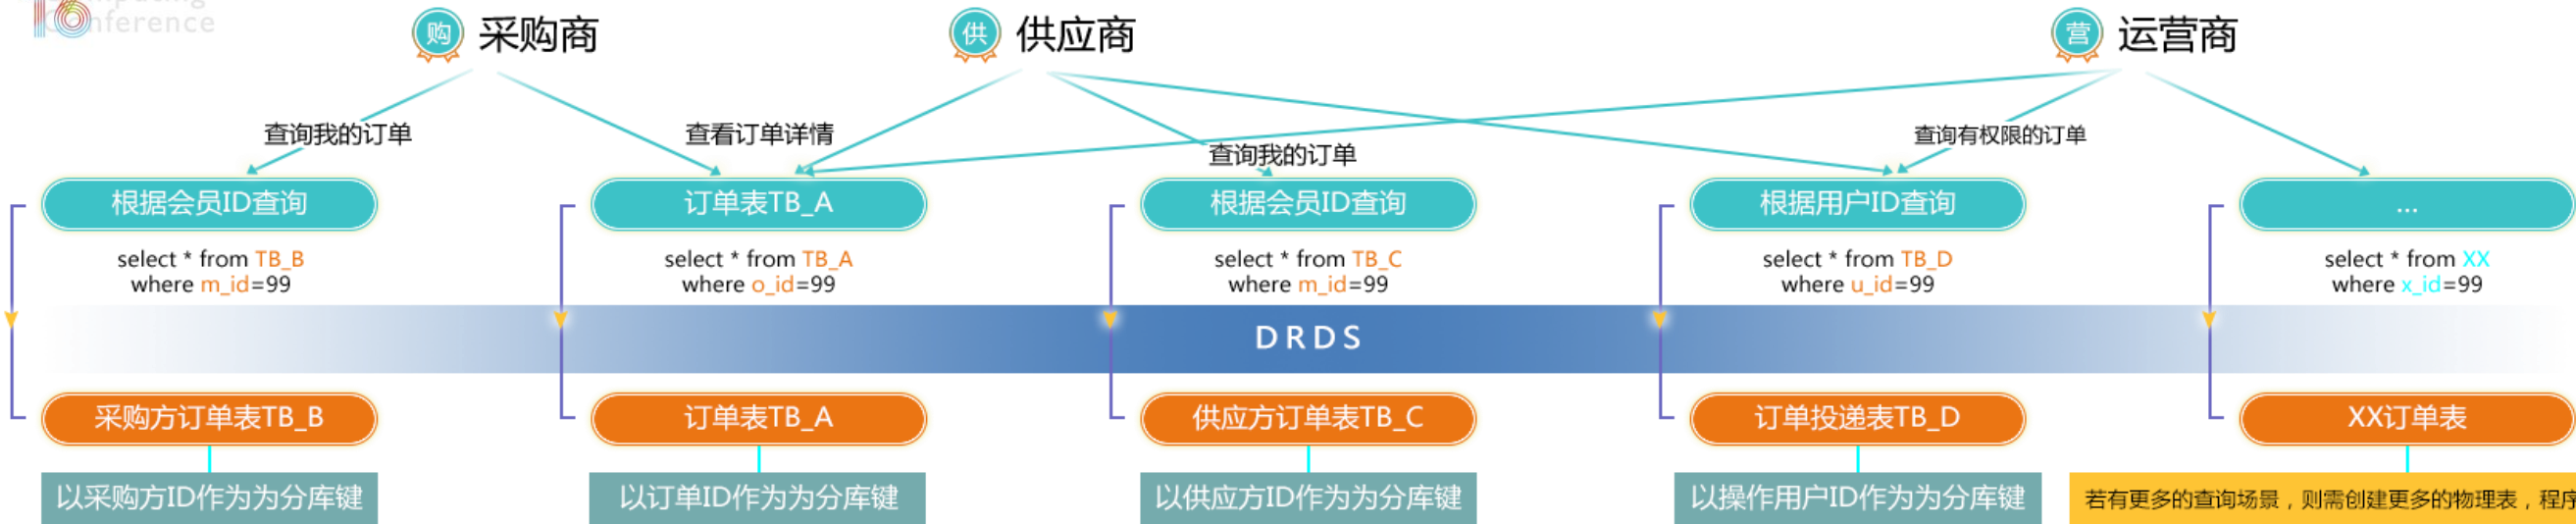 Conference
购 采购商
供 供应商
营 运营商
查询我的订单
查看订单详情
查询我的订单
查询有权限的订单
根据会员ID查询
订单表TB_A
根据会员ID查询
根据用户ID查询
...
select * from TB_B
where m_id=99
select * from TB_A
where o_id=99
select * from TB_C
where m_id=99
select * from TB_D
where u_id=99
select * from XX
where x_id=99
DRDS
采购方订单表TB_B
订单表TB_A
供应方订单表TB_C
订单投递表TB_D
XX订单表
以采购方ID作为为分库键
以订单ID作为为分库键
以供应方ID作为为分库键
以操作用户ID作为为分库键
若有更多的查询场景，则需创建更多的物理表，程序